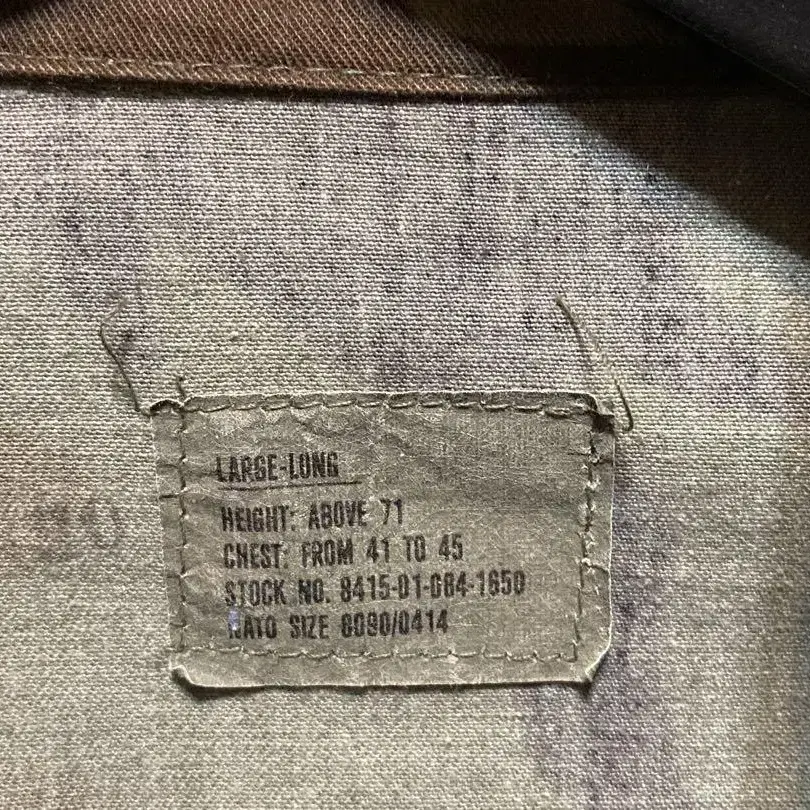 LARGE-LONG
HEIGHT: ABOVE 71
CHEST: FROM 41 TO 45
STOCK NO. 8415-01-084-1650
NATO SIZE 8090/0414